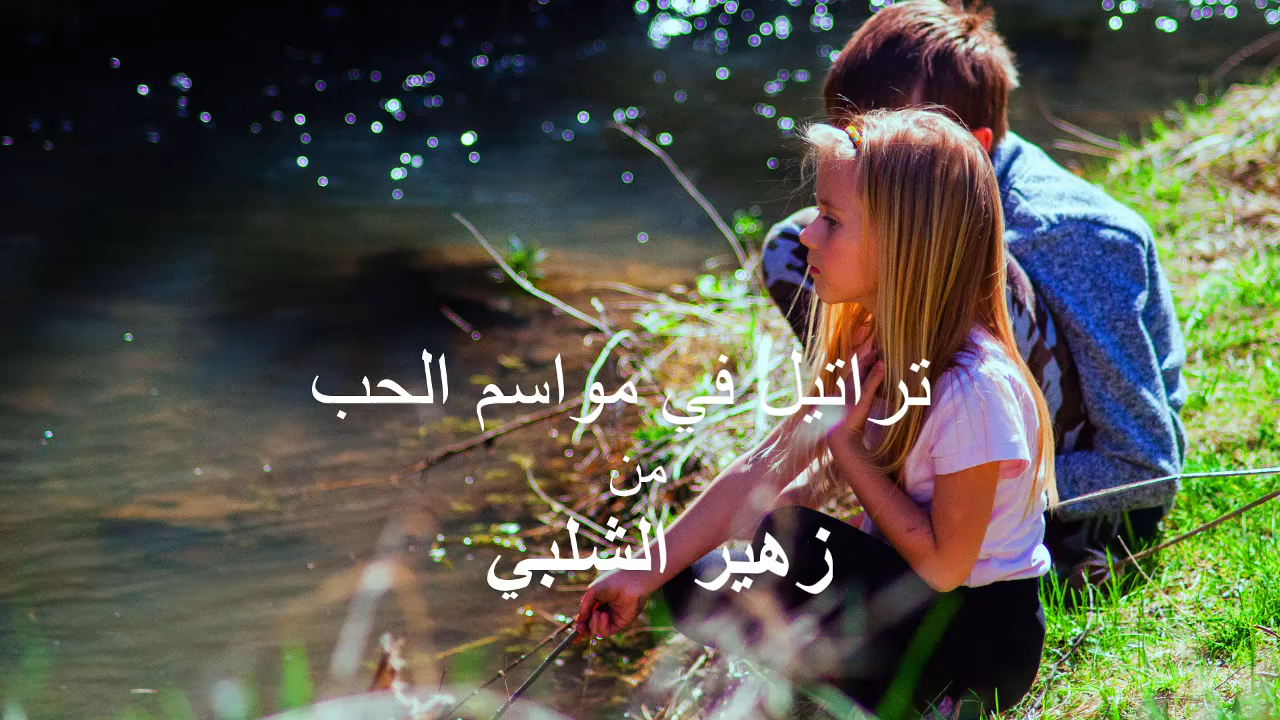 تراتيل في مواسم الحب
من
زهير الشلبي